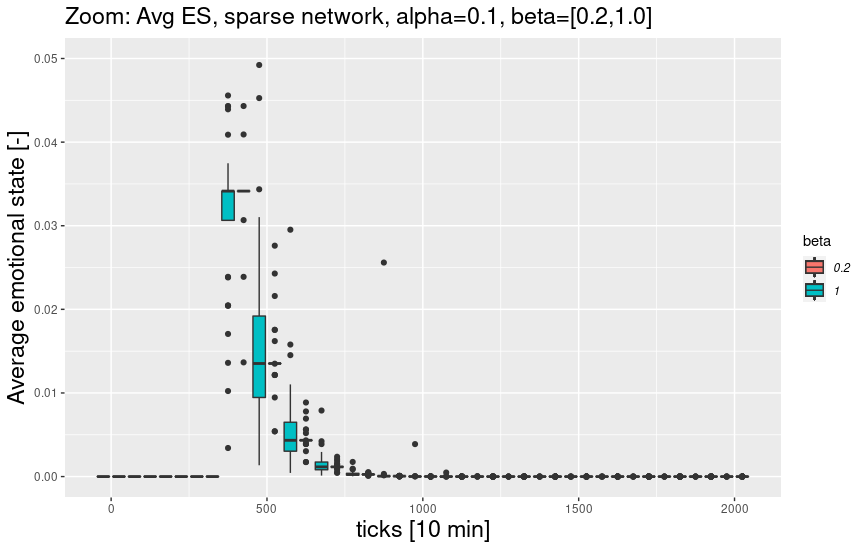 Zoom: Avg ES, sparse network, alpha=0.1, beta=[0.2,1.0]
Average emotional state [-]
0.05
0.04
0.03
0.02
0.01
0.00
0 500 1000 1500 2000
ticks [10 min]
beta
0.2
1